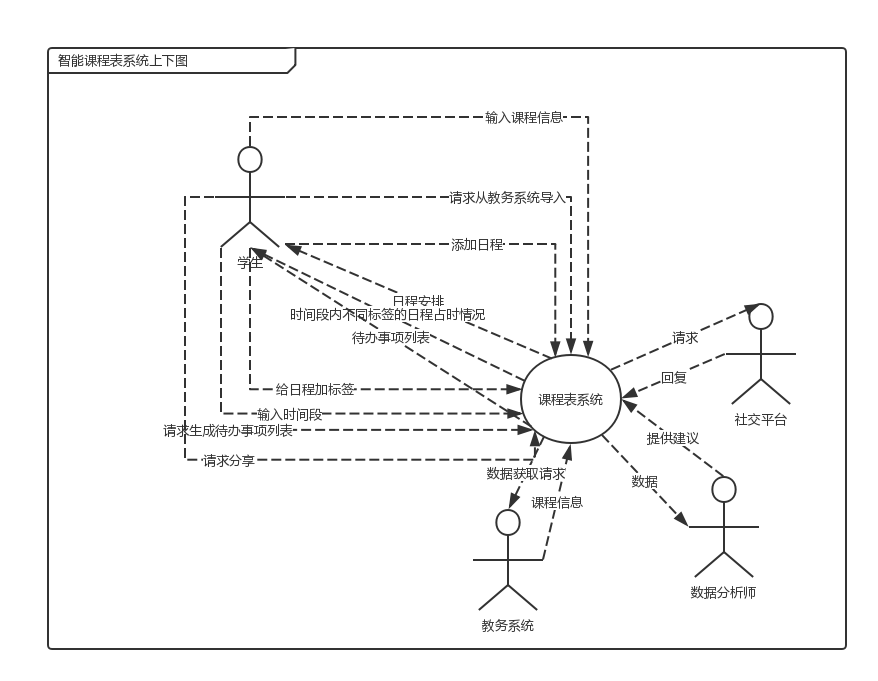 智能课程表系统上下图
输入课程信息
请求从教务系统导入
添加日程
学生
日程安排
时间段内不同标签的日程占时情况
待办事项列表
请求
回复
给日程加标签
课程表系统
输入时间段
社交平台
请求生成待办事项列表
提供建议
请求分享
数据获取请求
数据
课程信息
数据分析师
教务系统